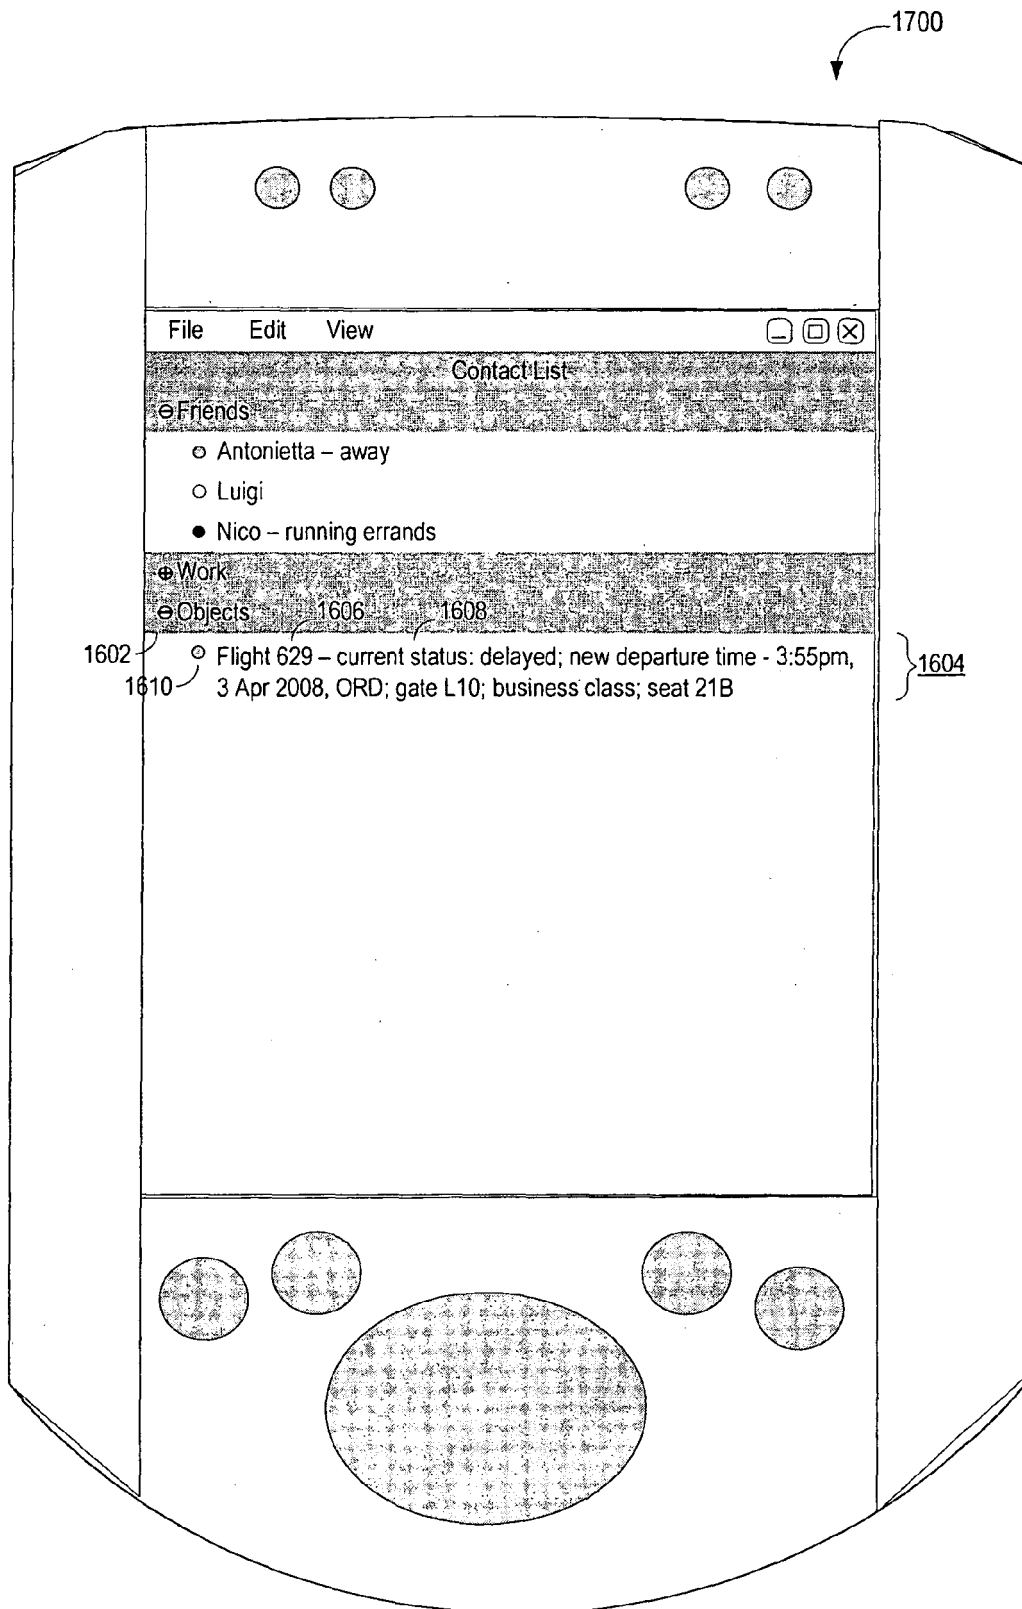 1700
File Edit View
Contact List
Friends
Antonietta – away
Luigi
Nico – running errands
Work
Objects 1606 1608
1602 Flight 629 – current status: delayed; new departure time - 3:55pm, 1604
1610 3 Apr 2008, ORD; gate L10; business class; seat 21B